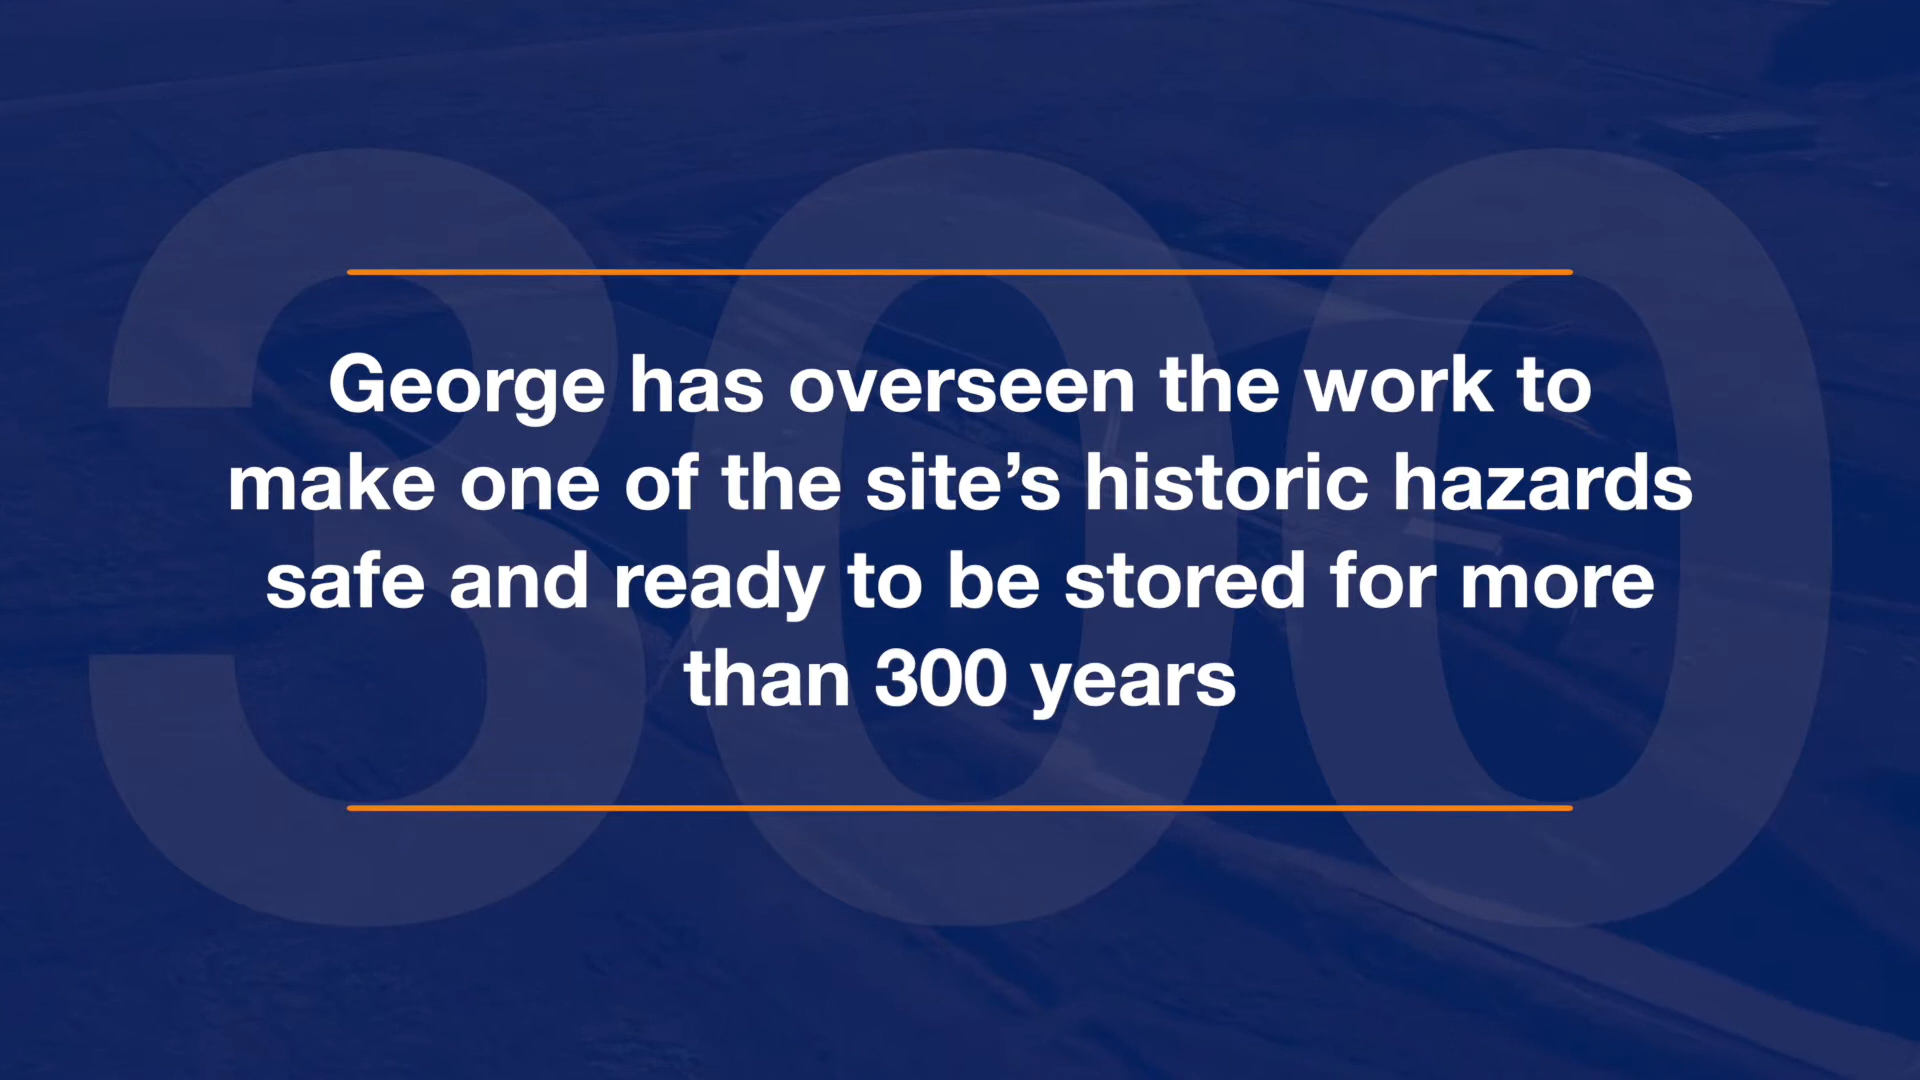 300
George has overseen the work to
make one of the site’s historic hazards
safe and ready to be stored for more
than 300 years